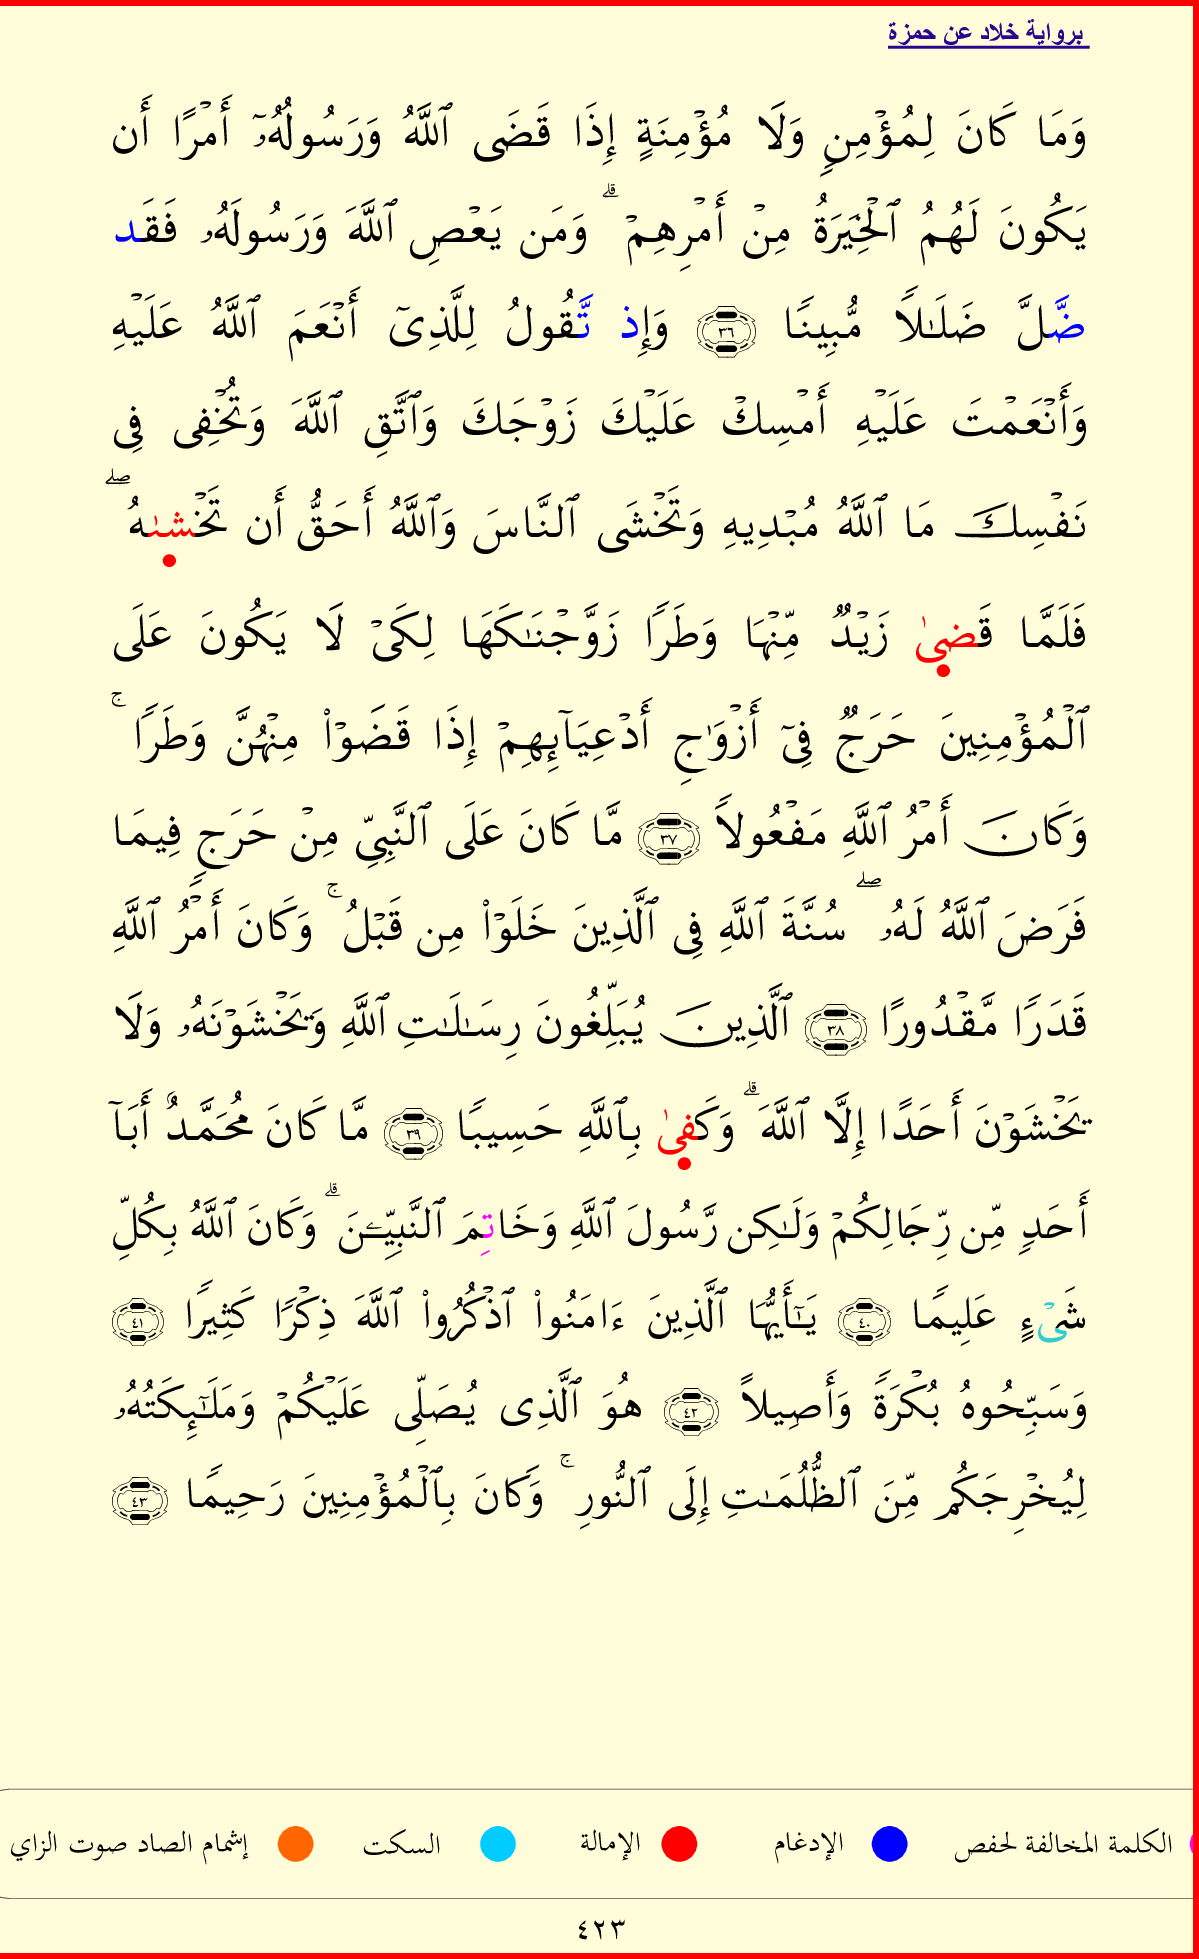 برواية خلاد عن حمزة
وَمَا كَانَ لِمُؤْمِنٍ وَلَا مُؤْمِنَةٍ إِذَا قَضَى ٱللَّهُ وَرَسُولُهُۥٓ أَمْرًا أَن
يَكُونَ لَهُمُ ٱلْخِيَرَةُ مِنْ أَمْرِهِمْ ۗ وَمَن يَعْصِ ٱللَّهَ وَرَسُولَهُۥ فَقَد
ضَّلَّ ضَلَـٰلًا مُّبِينًا ٣٦ وَإِذ تَّقُولُ لِلَّذِىٓ أَنْعَمَ ٱللَّهُ عَلَيْهِ
وَأَنْعَمْتَ عَلَيْهِ أَمْسِكْ عَلَيْكَ زَوْجَكَ وَٱتَّقِ ٱللَّهَ وَتُخْفِى فِى
نَفْسِكَ مَا ٱللَّهُ مُبْدِيهِ وَتَخْشَى ٱلنَّاسَ وَٱللَّهُ أَحَقُّ أَن تَخْشىٰهُ ۖ
فَلَمَّا قَضىٰ زَيْدٌ مِّنْهَا وَطَرًا زَوَّجْنَـٰكَهَا لِكَىْ لَا يَكُونَ عَلَى
ٱلْمُؤْمِنِينَ حَرَجٌ فِىٓ أَزْوَٰجِ أَدْعِيَآئِهِمْ إِذَا قَضَوْا۟ مِنْهُنَّ وَطَرًا ۚ
وَكَانَ أَمْرُ ٱللَّهِ مَفْعُولًا ٣٧ مَّا كَانَ عَلَى ٱلنَّبِىِّ مِنْ حَرَجٍ فِيمَا
فَرَضَ ٱللَّهُ لَهُۥ ۖ سُنَّةَ ٱللَّهِ فِى ٱلَّذِينَ خَلَوْا۟ مِن قَبْلُ ۚ وَكَانَ أَمْرُ ٱللَّهِ
قَدَرًا مَّقْدُورًا ٣٨ ٱلَّذِينَ يُبَلِّغُونَ رِسَـٰلَـٰتِ ٱللَّهِ وَيَخْشَوْنَهُۥ وَلَا
يَخْشَوْنَ أَحَدًا إِلَّا ٱللَّهَ ۗ وَكَفىٰ بِٱللَّهِ حَسِيبًا ٣٩ مَّا كَانَ مُحَمَّدٌ أَبَآ
أَحَدٍ مِّن رِّجَالِكُمْ وَلَـٰكِن رَّسُولَ ٱللَّهِ وَخَاتِمَ ٱلنَّبِيِّـۧنَ ۗ وَكَانَ ٱللَّهُ بِكُلِّ
شَىْءٍ عَلِيمًا ٤٠ يَـٰٓأَيُّهَا ٱلَّذِينَ ءَامَنُوا۟ ٱذْكُرُوا۟ ٱللَّهَ ذِكْرًا كَثِيرًا ٤١
وَسَبِّحُوهُ بُكْرَةً وَأَصِيلًا ٤٢ هُوَ ٱلَّذِى يُصَلِّى عَلَيْكُمْ وَمَلَـٰٓئِكَتُهُۥ
لِيُخْرِجَكُم مِّنَ ٱلظُّلُمَـٰتِ إِلَى ٱلنُّورِ ۚ وَكَانَ بِٱلْمُؤْمِنِينَ رَحِيمًا ٤٣
الكلمة المخالفة لحفص الإدغام الإمالة السكت إشمام الصاد صوت الزاي
٤٢٣